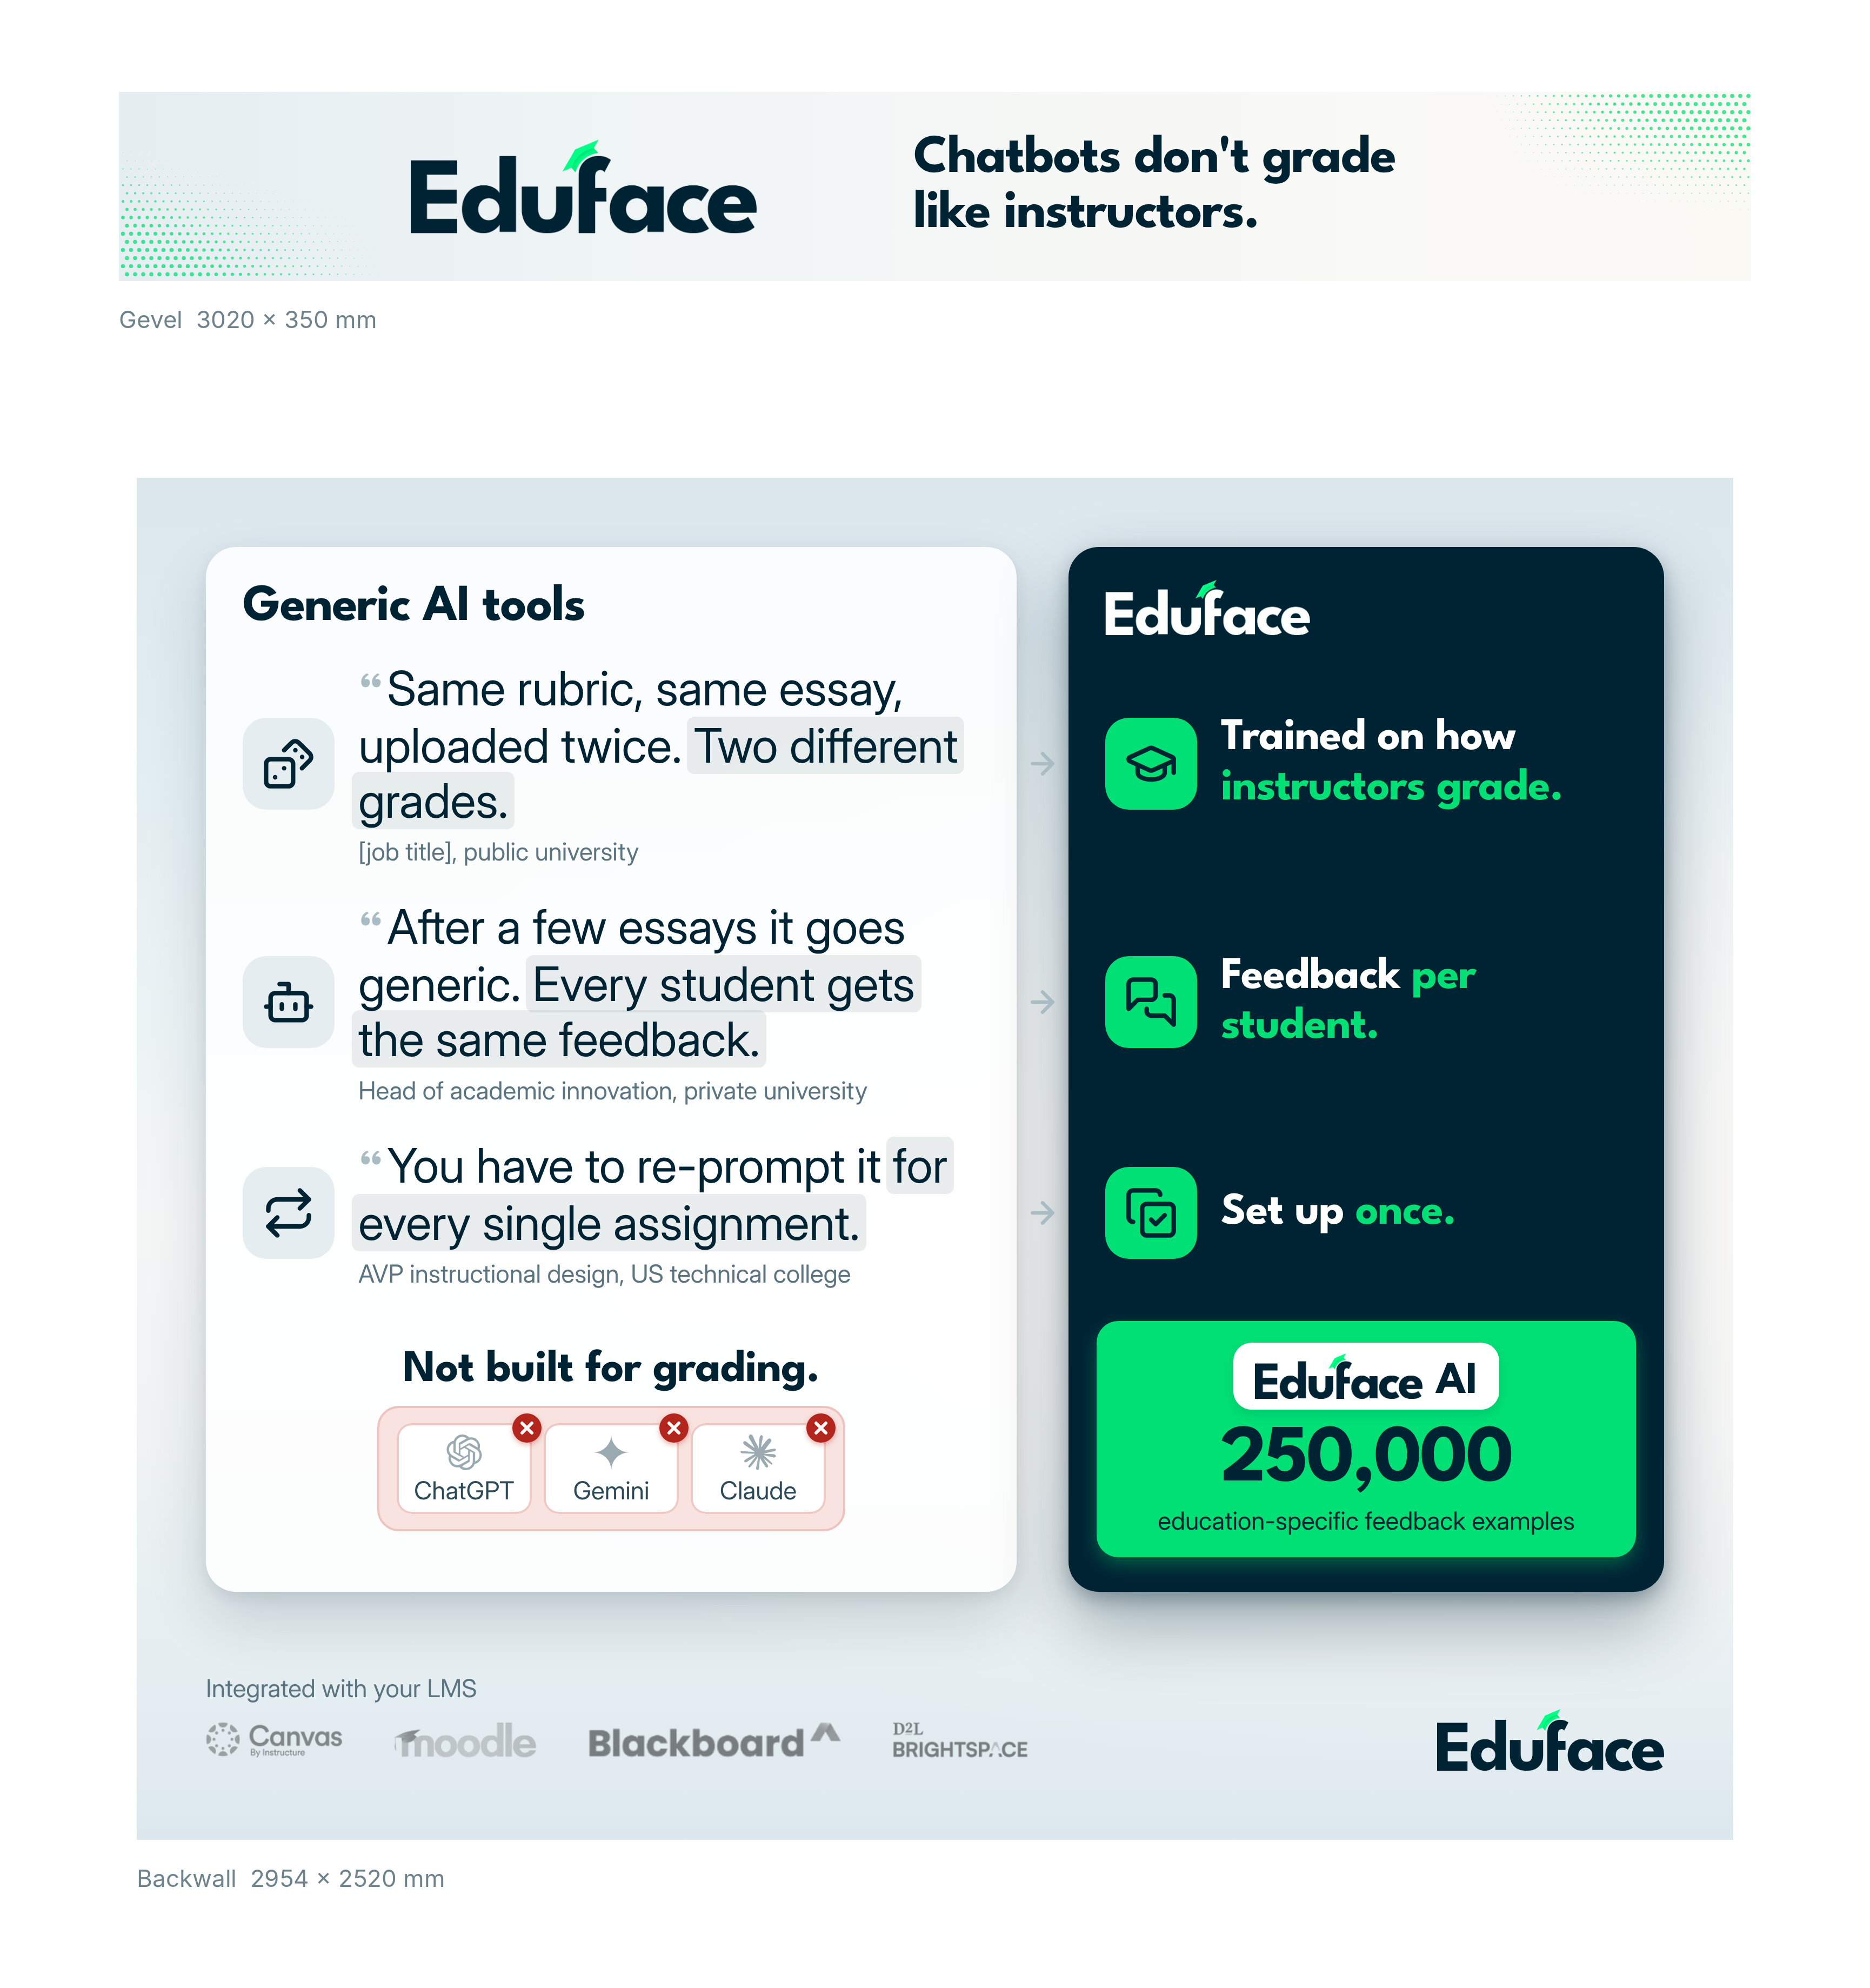 Eduface
Chatbots don't grade
like instructors.
Gevel 3020 × 350 mm
Generic AI tools
“Same rubric, same essay,
uploaded twice. Two different
grades.
[job title], public university
“After a few essays it goes
generic. Every student gets
the same feedback.
Head of academic innovation, private university
“You have to re-prompt it for
every single assignment.
AVP instructional design, US technical college
Not built for grading.
ChatGPT
Gemini
Claude
Eduface
Trained on how
instructors grade.
Feedback per
student.
Set up once.
Eduface AI
250,000
education-specific feedback examples
Integrated with your LMS
Canvas
By Instructure
moodle
Blackboard
D2L
BRIGHTSPACE
Eduface
Backwall 2954 × 2520 mm